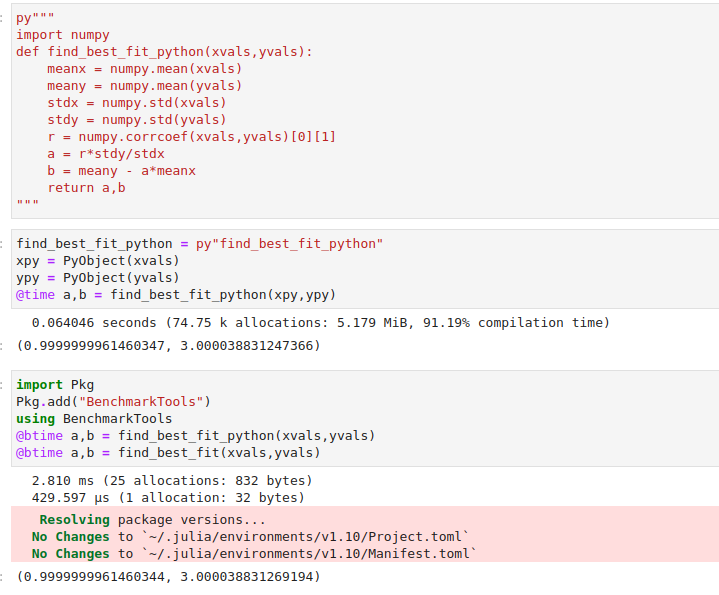 py"""
import numpy
def find_best_fit_python(xvals,yvals):
    meanx = numpy.mean(xvals)
    meany = numpy.mean(yvals)
    stdx = numpy.std(xvals)
    stdy = numpy.std(yvals)
    r = numpy.corrcoef(xvals,yvals)[0][1]
    a = r*stdy/stdx
    b = meany - a*meanx
    return a,b
"""
find_best_fit_python = py"find_best_fit_python"
xpy = PyObject(xvals)
ypy = PyObject(yvals)
@time a,b = find_best_fit_python(xpy,ypy)
  0.064046 seconds (74.75 k allocations: 5.179 MiB, 91.19% compilation time)
(0.9999999961460347, 3.000038831247366)
import Pkg
Pkg.add("BenchmarkTools")
using BenchmarkTools
@btime a,b = find_best_fit_python(xvals,yvals)
@btime a,b = find_best_fit(xvals,yvals)
  2.810 ms (25 allocations: 832 bytes)
  429.597 μs (1 allocation: 32 bytes)
   Resolving package versions...
  No Changes to `~/.julia/environments/v1.10/Project.toml`
  No Changes to `~/.julia/environments/v1.10/Manifest.toml`
(0.9999999961460344, 3.000038831269194)